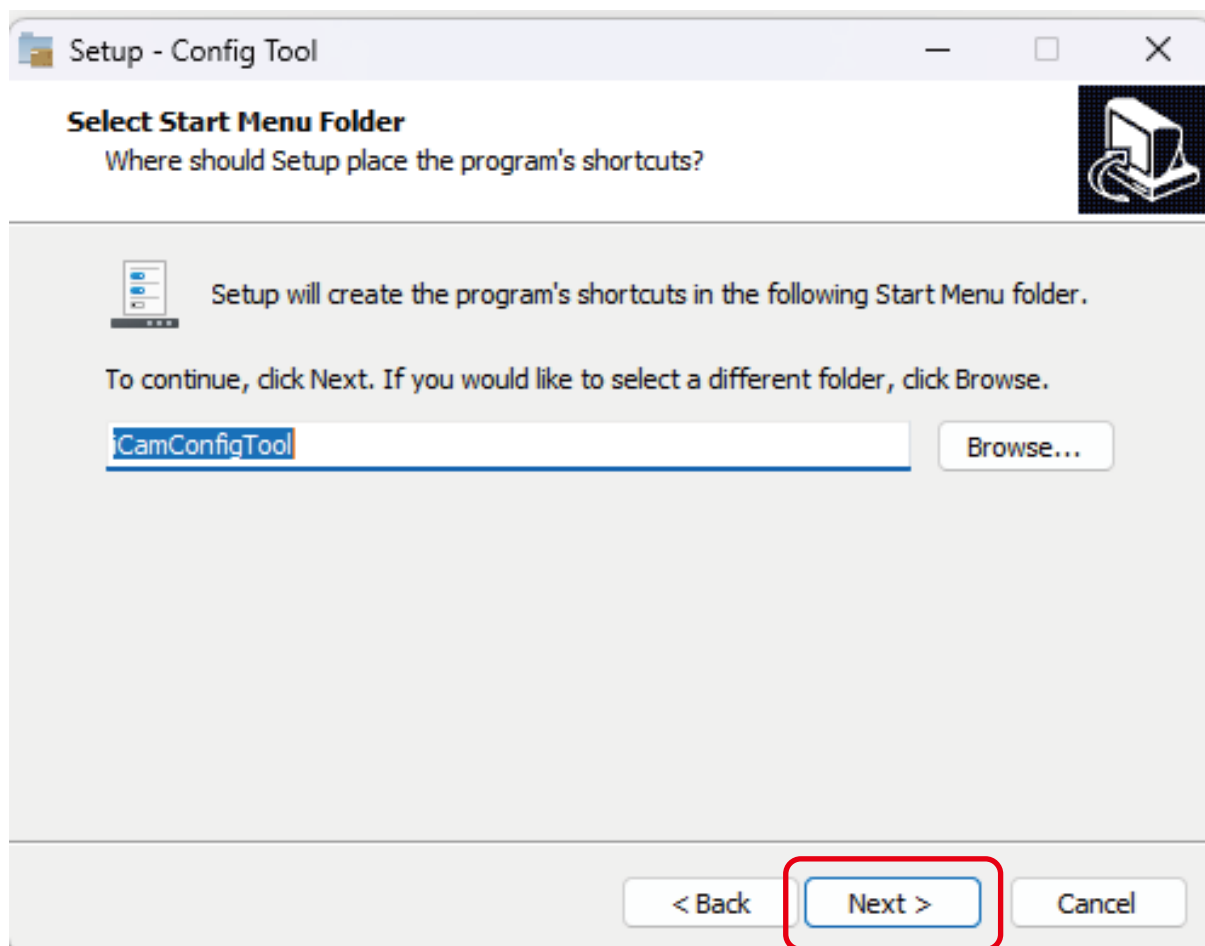 Setup - Config Tool
Select Start Menu Folder
Where should Setup place the program's shortcuts?
Setup will create the program's shortcuts in the following Start Menu folder.
To continue, click Next. If you would like to select a different folder, click Browse.
iCamConfigTool
Browse...
< Back
Next >
Cancel